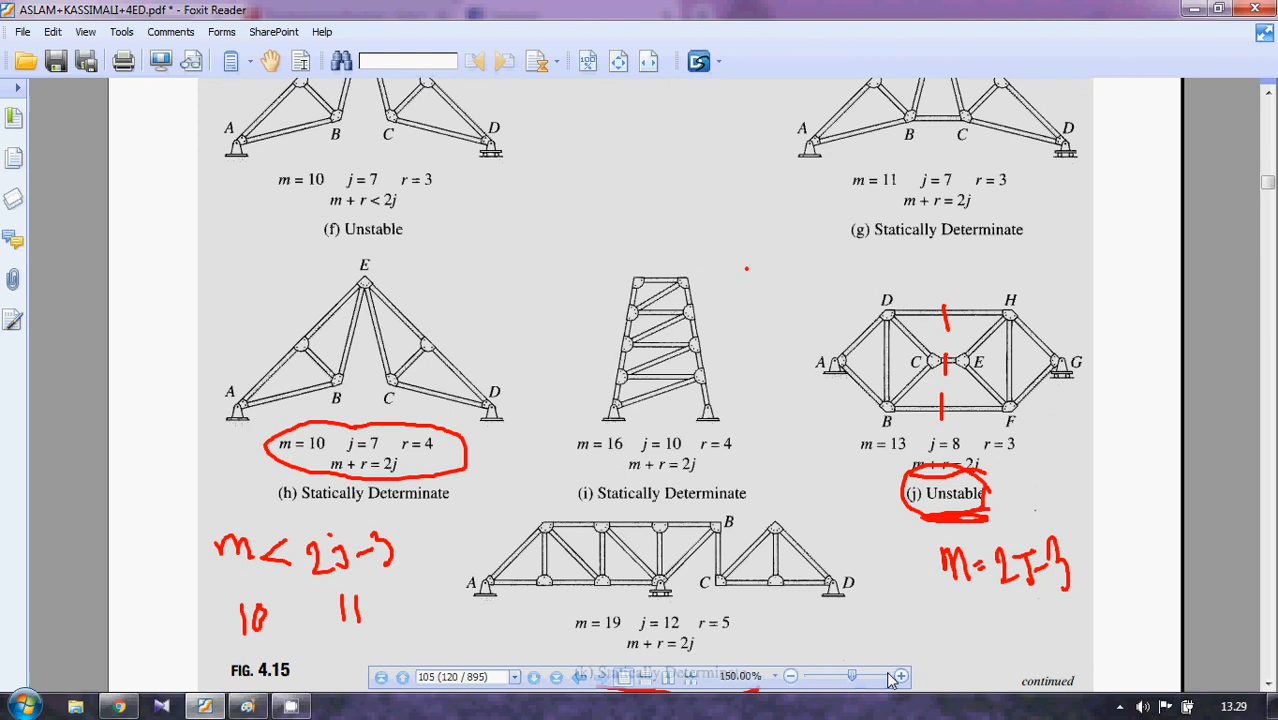 ASLAM+KASSIMALI+4ED.pdf * - Foxit Reader
File Edit View Tools Comments Forms SharePoint Help
A B C D
A B C D
m = 10 j = 7 r = 3
m + r < 2j
(f) Unstable
m = 11 j = 7 r = 3
m + r = 2j
(g) Statically Determinate
E
A B C D
m = 10 j = 7 r = 4
m + r = 2j
(h) Statically Determinate
m = 16 j = 10 r = 4
m + r = 2j
(i) Statically Determinate
D H
A C E G
B F
m = 13 j = 8 r = 3
m + r = 2j
(j) Unstable
m < 2j-3
10 11
m = 2j-3
B
A C D
m = 19 j = 12 r = 5
m + r = 2j
(k) Statically Determinate
FIG. 4.15
continued
105 (120 / 895)
150.00%
13.29